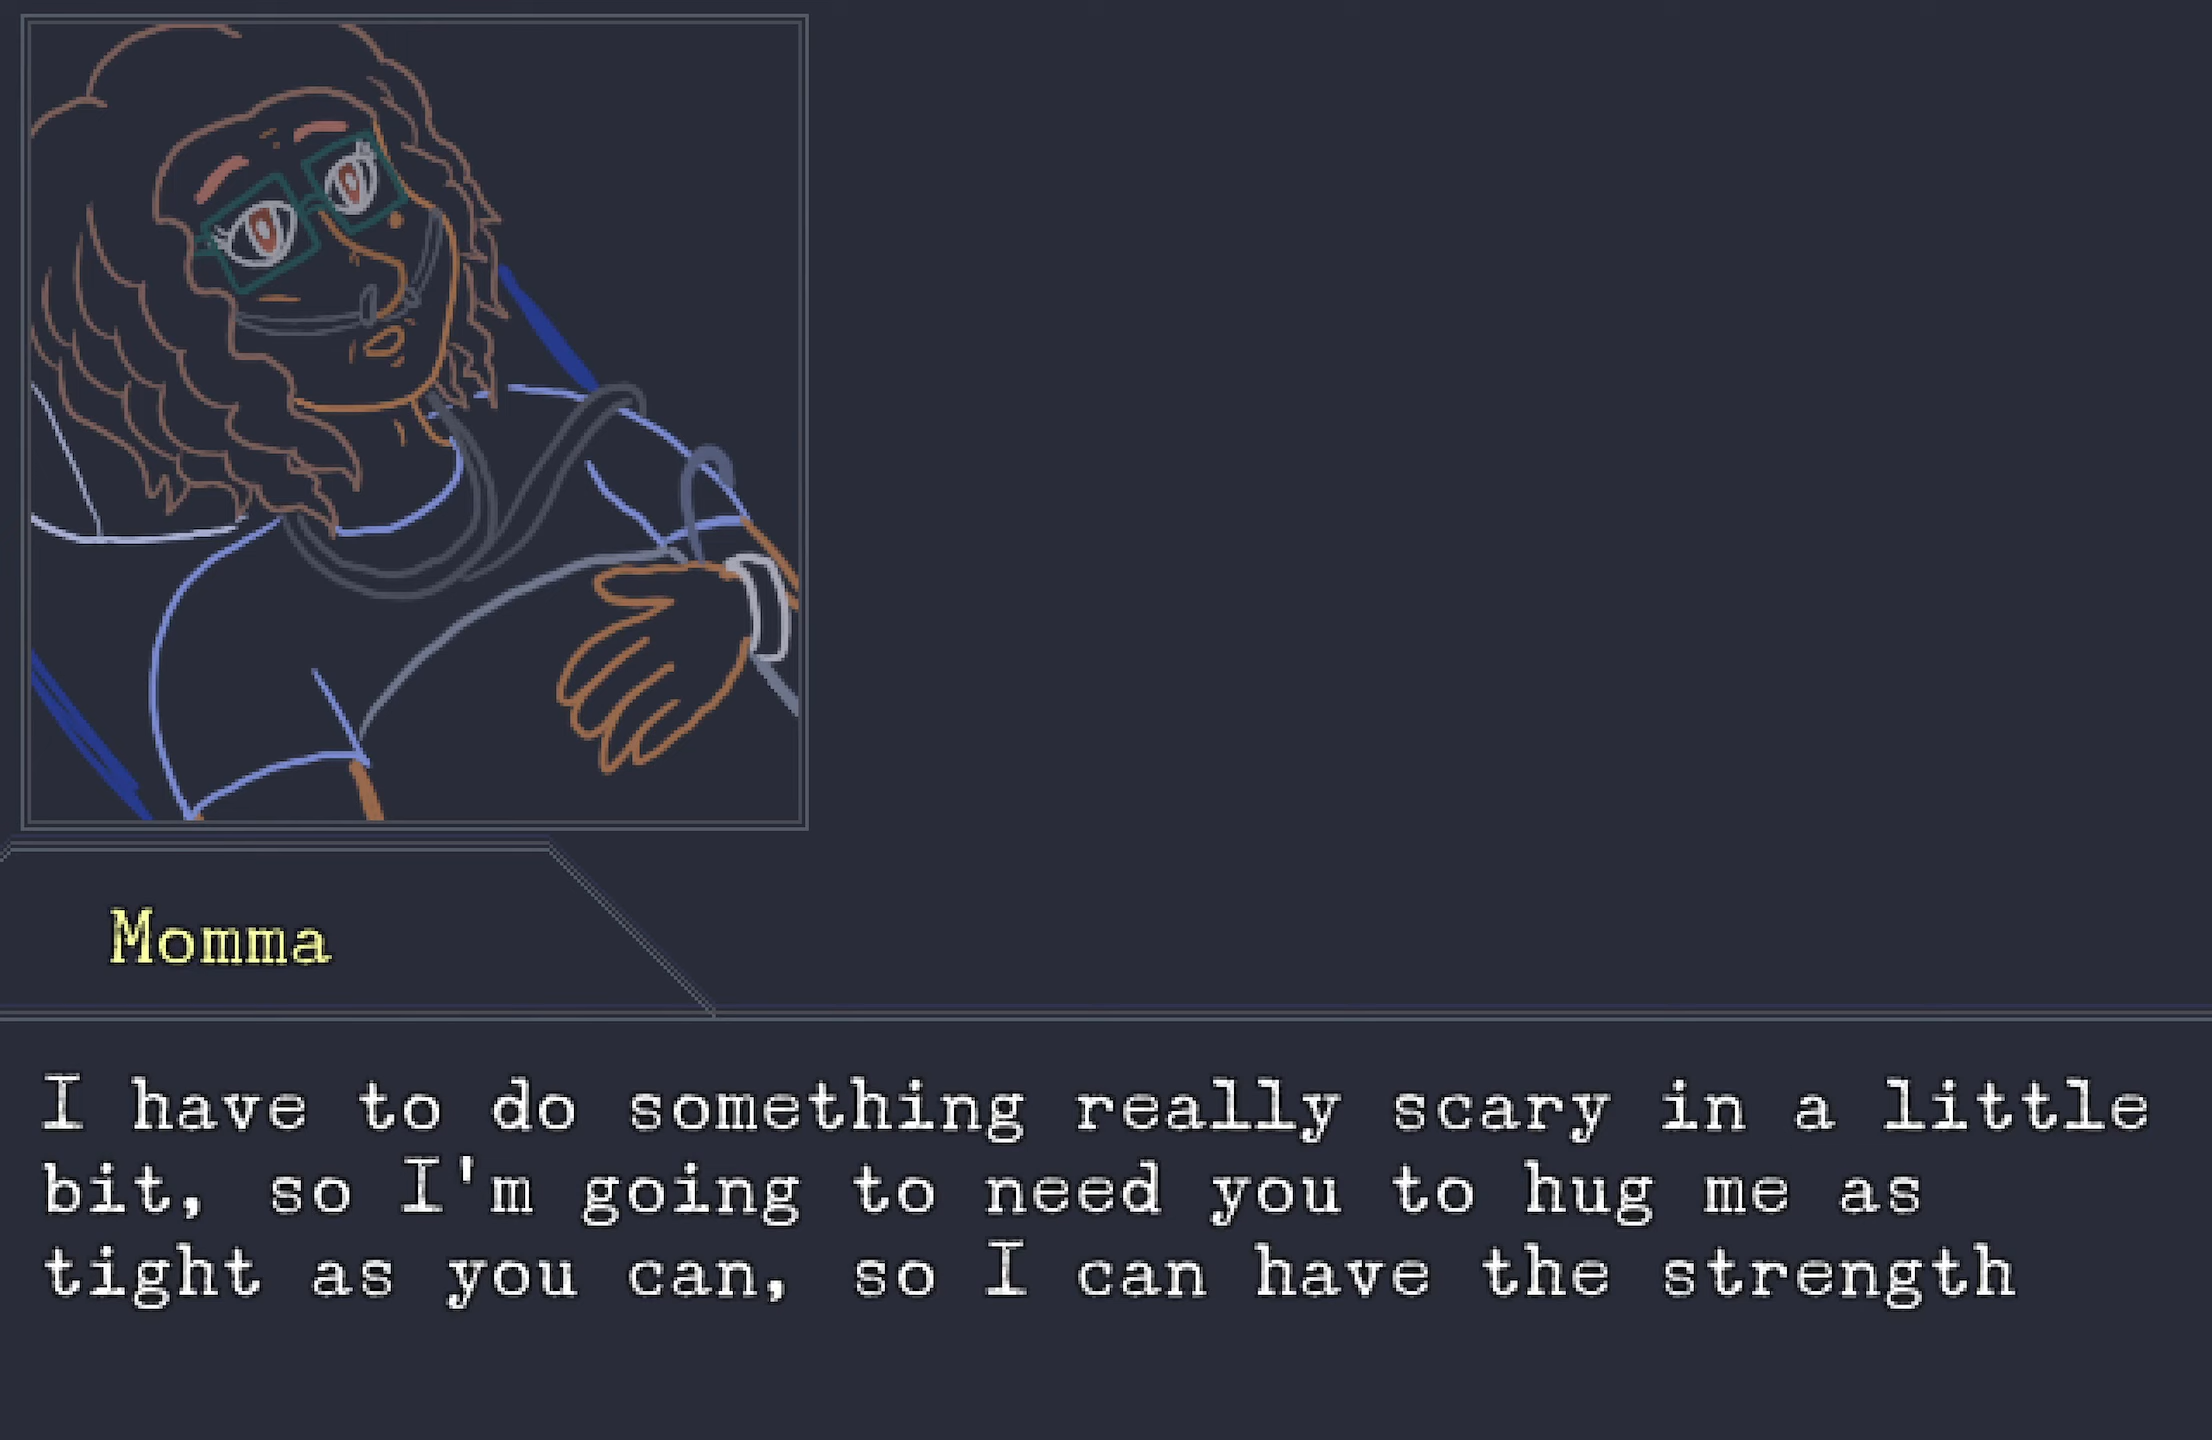 Momma
I have to do something really scary in a little
bit, so I'm going to need you to hug me as
tight as you can, so I can have the strength